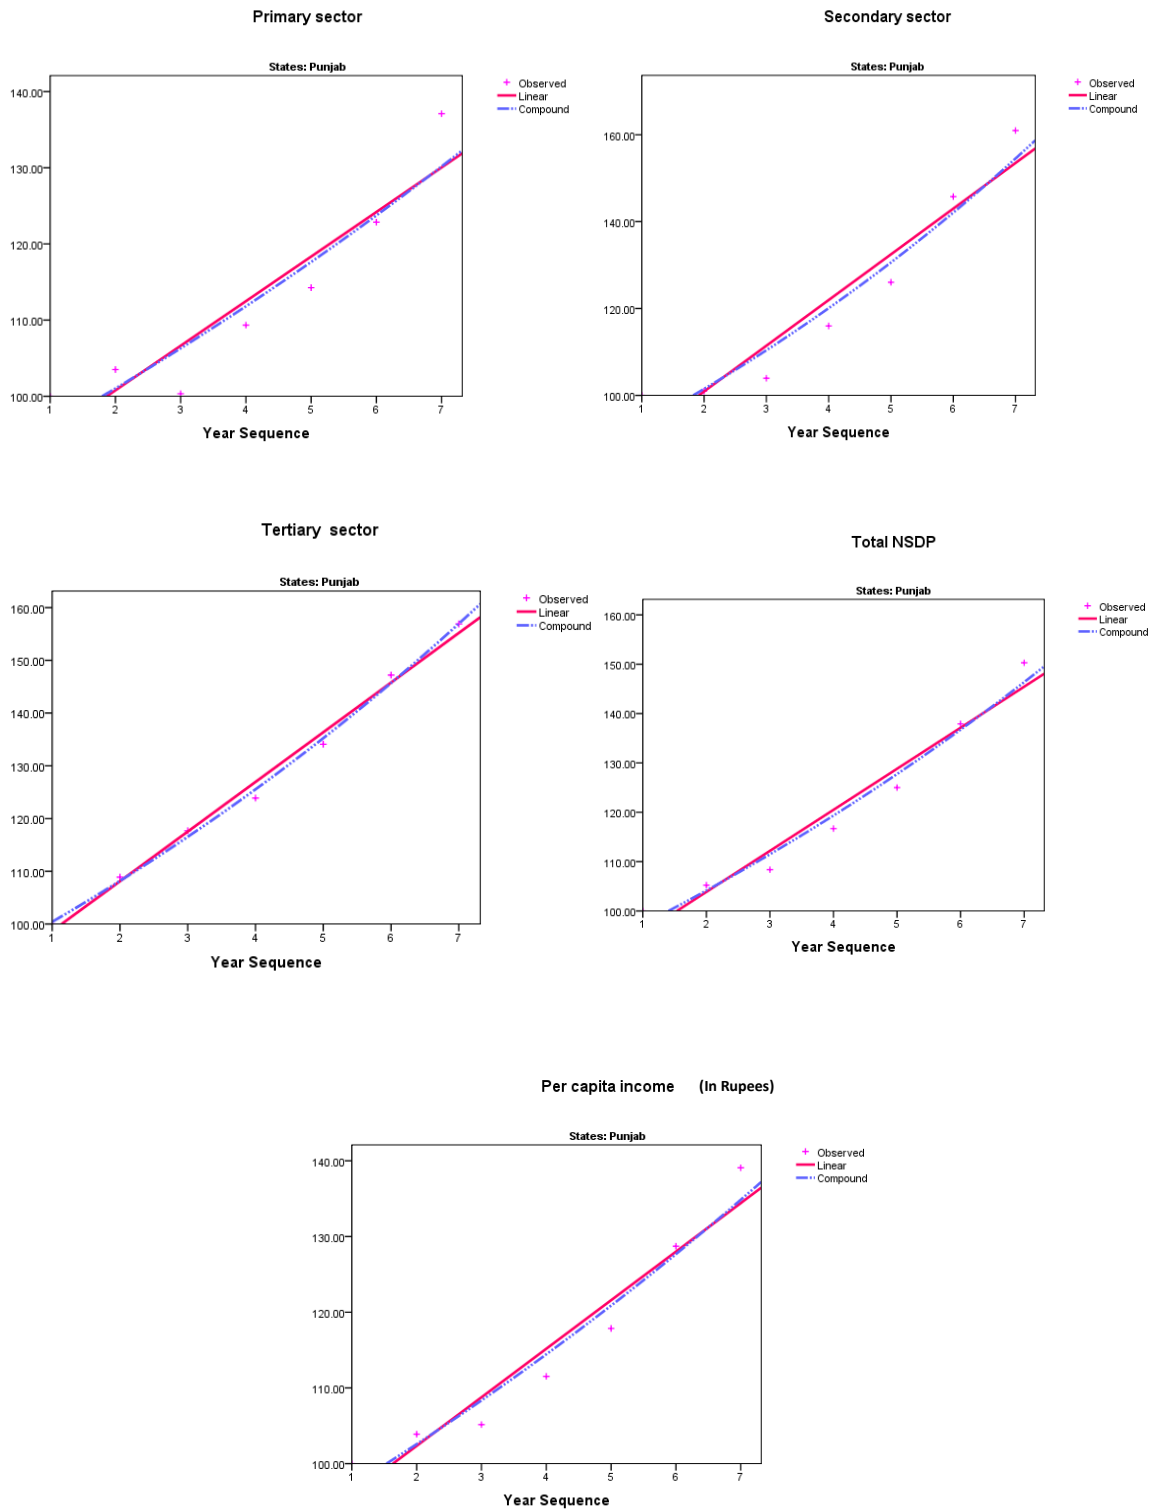 Primary sector
States: Punjab
Observed
Linear
Compound
140.00
130.00
120.00
110.00
100.00
1 2 3 4 5 6 7
Year Sequence
Secondary sector
States: Punjab
Observed
Linear
Compound
160.00
140.00
120.00
100.00
1 2 3 4 5 6 7
Year Sequence
Tertiary sector
States: Punjab
Observed
Linear
Compound
160.00
150.00
140.00
130.00
120.00
110.00
100.00
1 2 3 4 5 6 7
Year Sequence
Total NSDP
States: Punjab
Observed
Linear
Compound
160.00
150.00
140.00
130.00
120.00
110.00
100.00
1 2 3 4 5 6 7
Year Sequence
Per capita income (In Rupees)
States: Punjab
Observed
Linear
Compound
140.00
130.00
120.00
110.00
100.00
1 2 3 4 5 6 7
Year Sequence